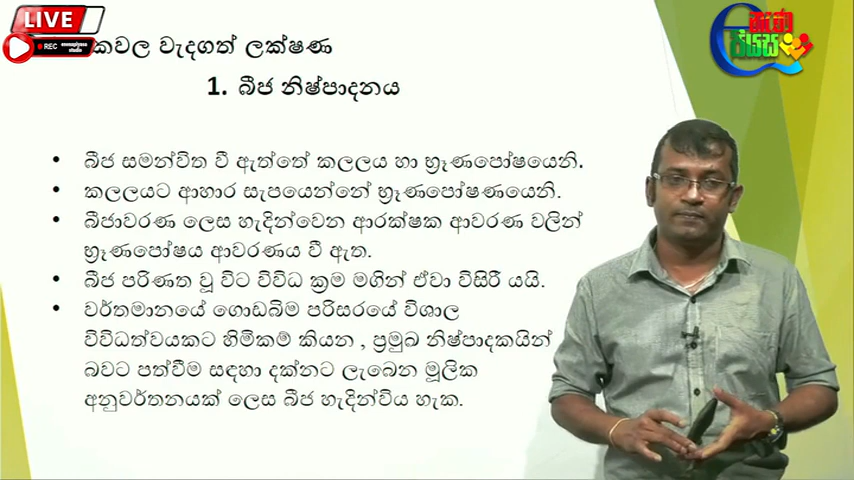 LIVE
REC
කවල වැදගත් ලක්ෂණ
1. බීජ නිෂ්පාදනය
• බීජ සමන්විත වී ඇත්තේ කලලය හා භ්‍රෑණපෝෂයෙනි.
• කලලයට ආහාර සැපයෙන්නේ භ්‍රෑණපෝෂණයෙනි.
• බීජාවරණ ලෙස හැදින්වෙන ආරක්ෂක ආවරණ වලින්
භ්‍රෑණපෝෂය ආවරණය වී ඇත.
• බීජ පරිණත වූ විට විවිධ ක්‍රම මගින් ඒවා විසිරී යයි.
• වර්තමානයේ ගොඩබිම පරිසරයේ විශාල
විවිධත්වයකට හිමිකම් කියන , ප්‍රමුඛ නිෂ්පාදකයින්
බවට පත්වීම සඳහා දක්නට ලැබෙන මූලික
අනුවර්තනයක් ලෙස බීජ හැදින්විය හැක.